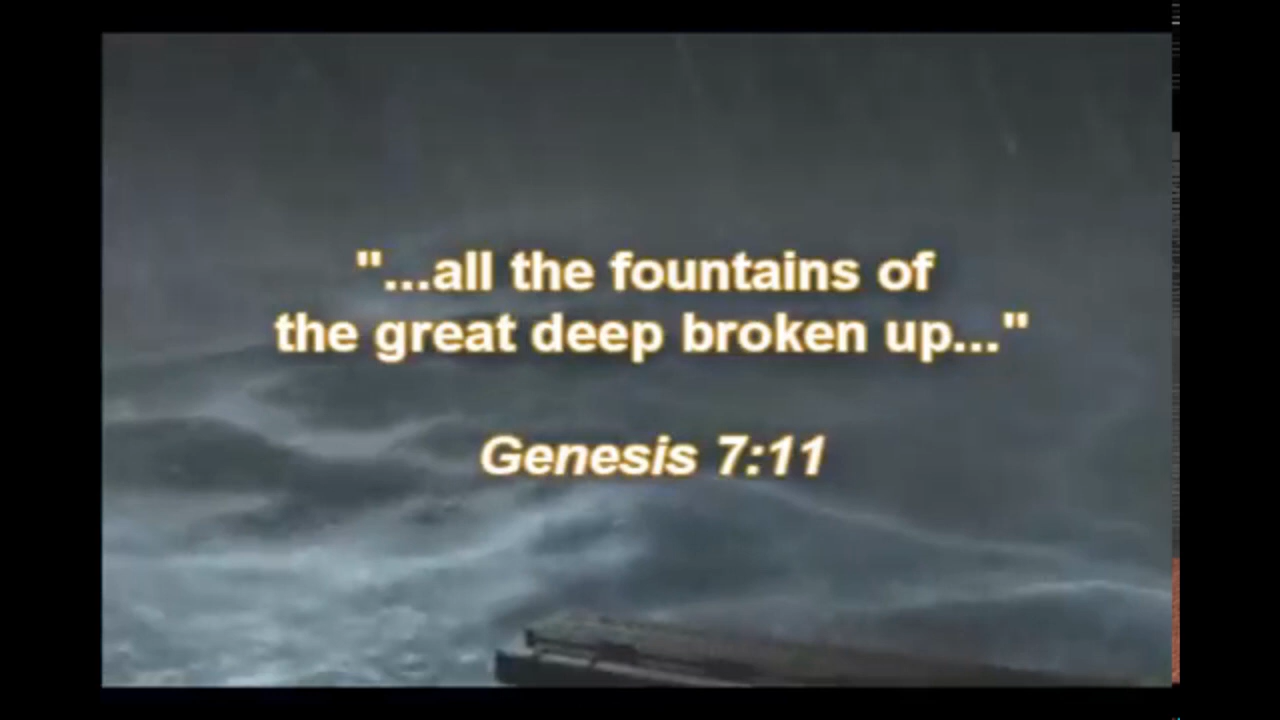 "...all the fountains of
the great deep broken up..."
Genesis 7:11